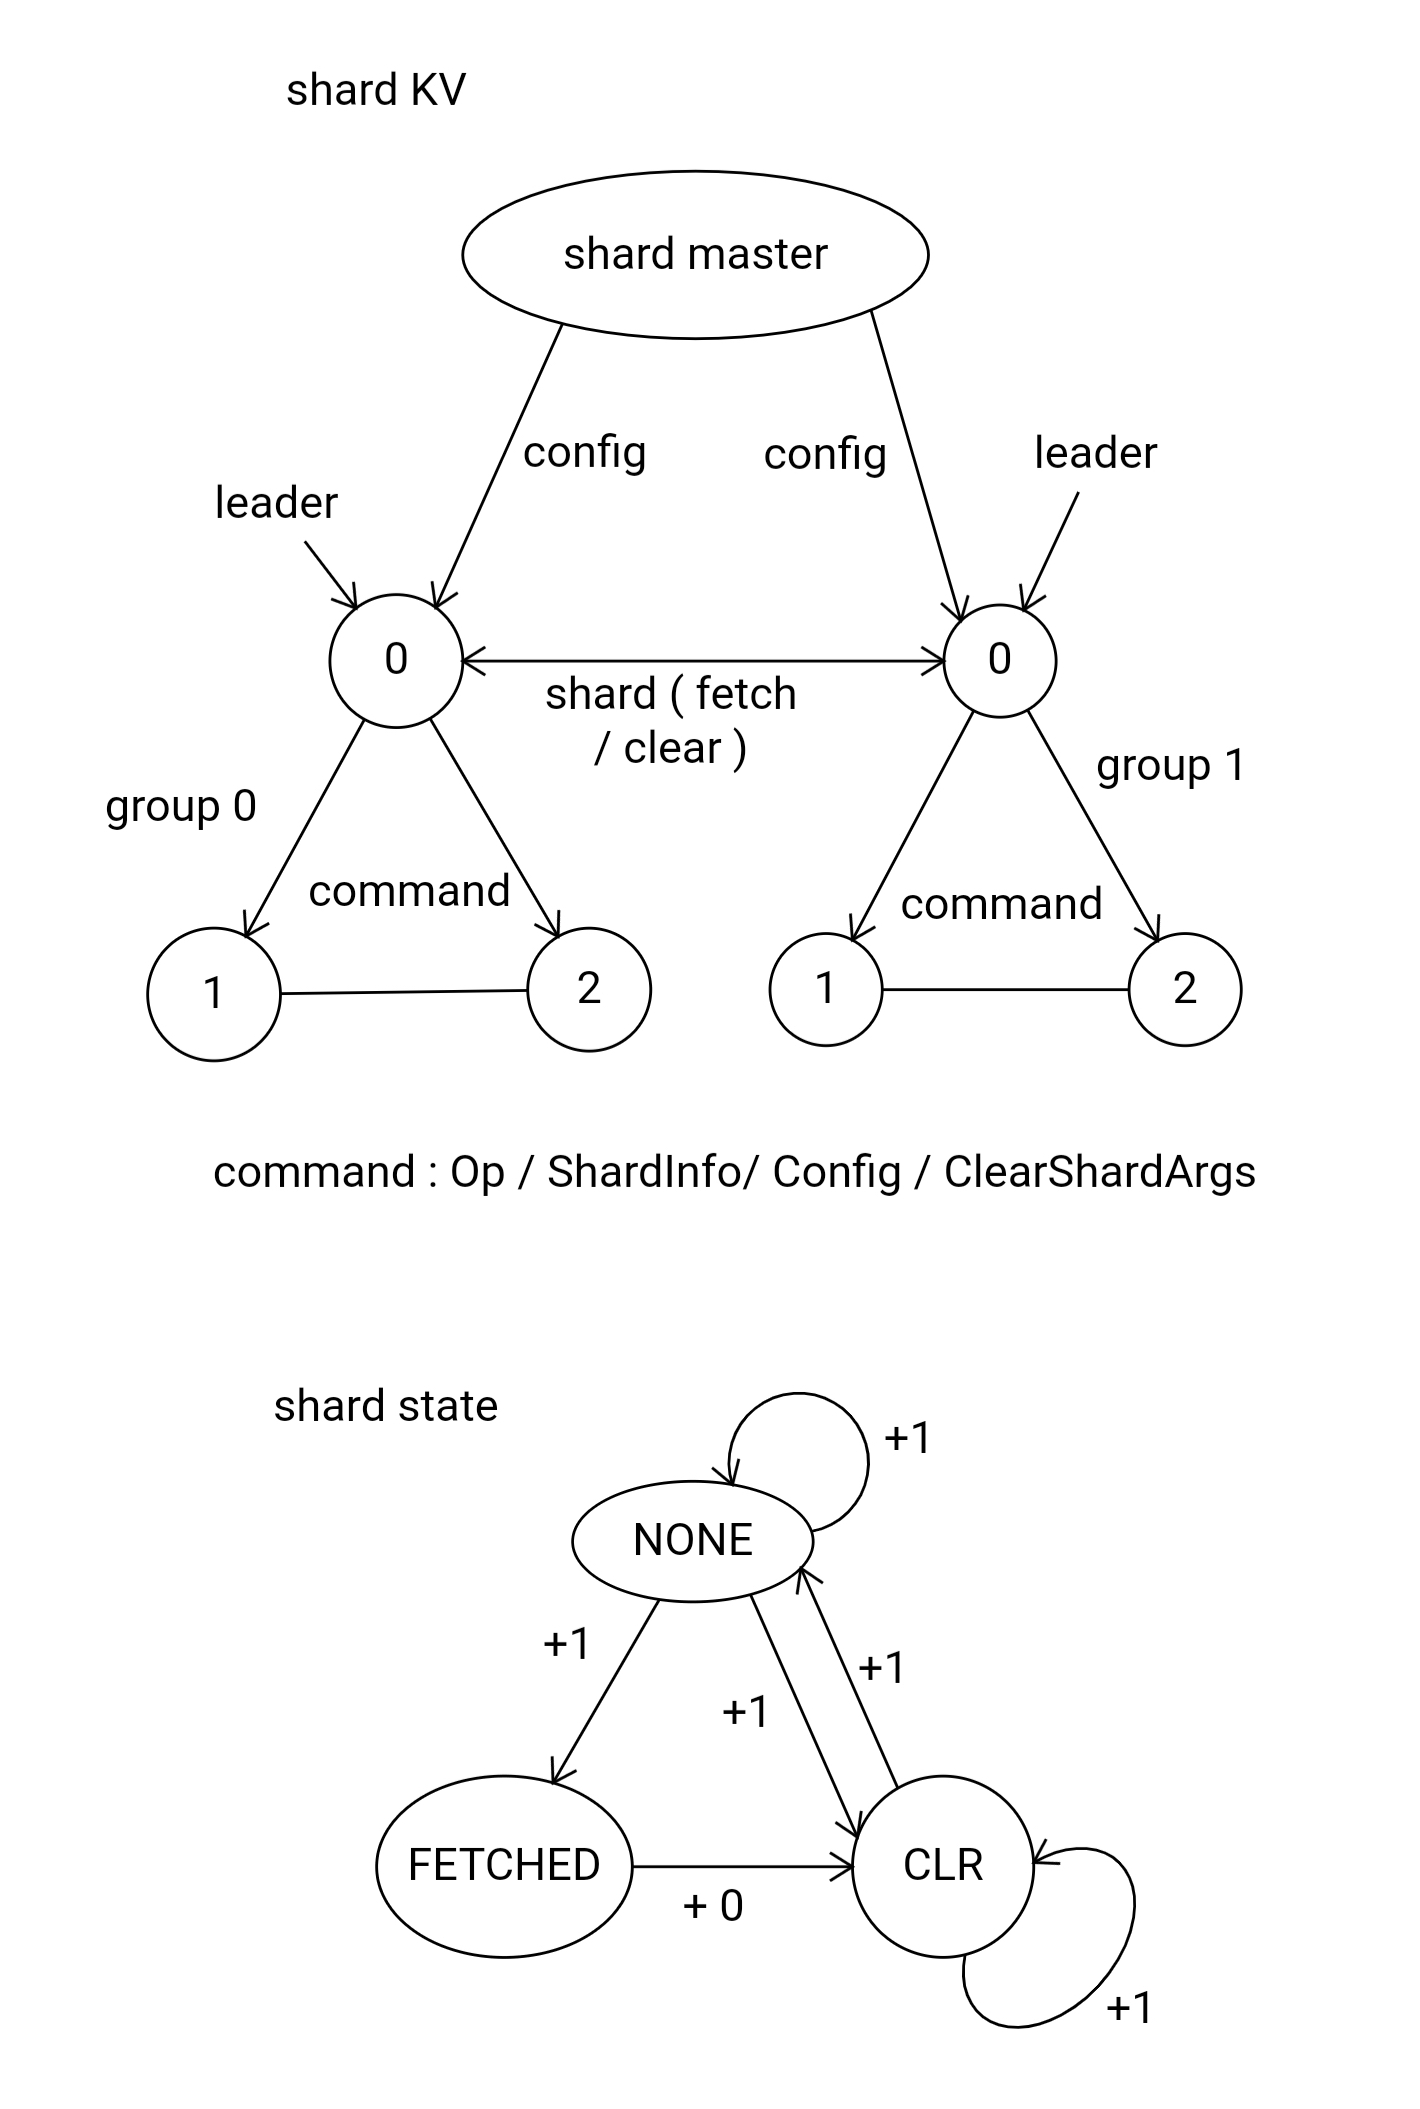 shard KV
shard master
config
config
leader
leader
0
0
shard ( fetch
/ clear )
group 1
group 0
command
command
1
2
1
2
command : Op / ShardInfo/ Config / ClearShardArgs
shard state
+1
NONE
+1
+1
+1
FETCHED
CLR
+ 0
+1